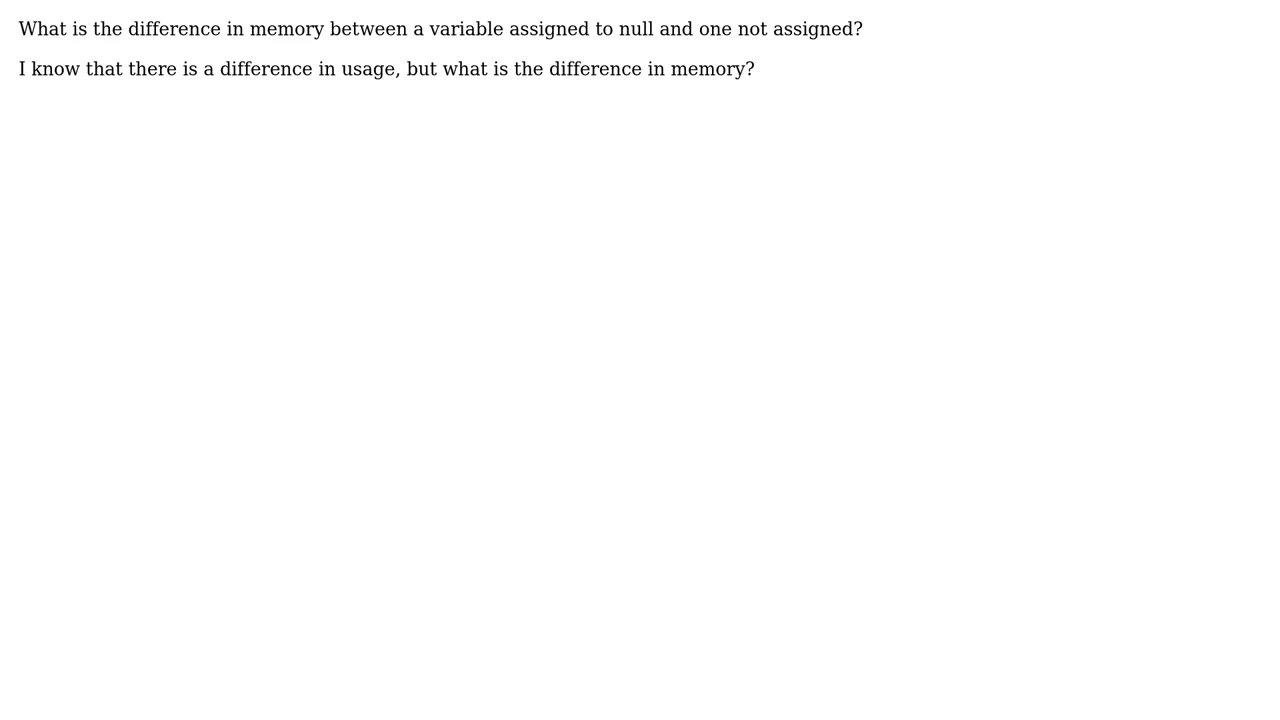 What is the difference in memory between a variable assigned to null and one not assigned?
I know that there is a difference in usage, but what is the difference in memory?